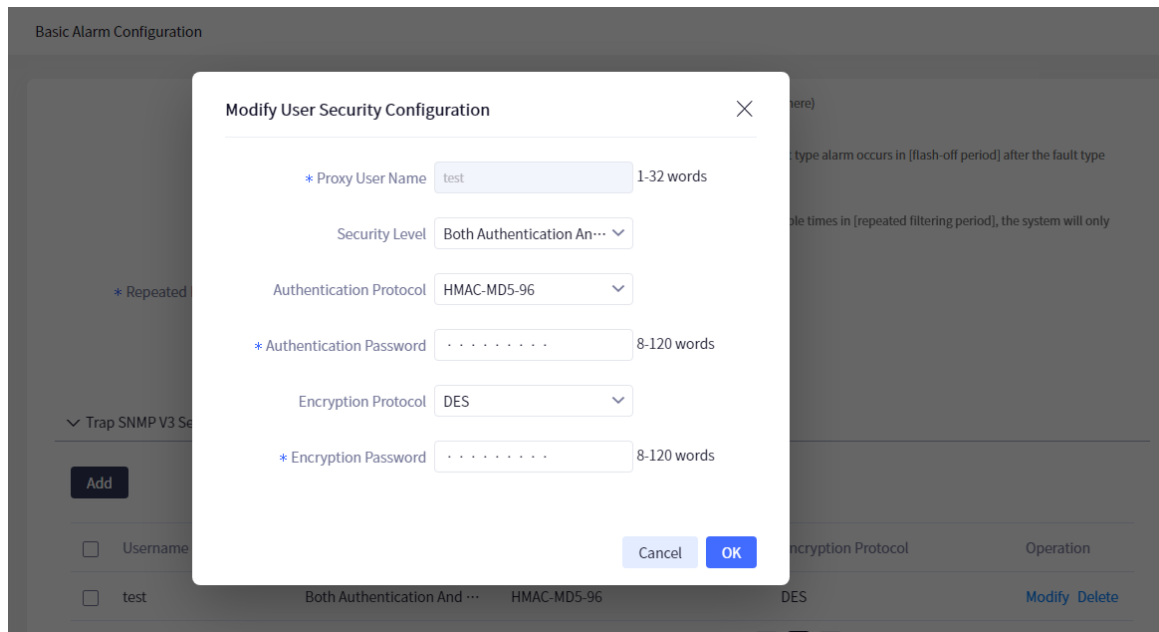 Basic Alarm Configuration
here)
Modify User Security Configuration
type alarm occurs in [flash-off period] after the fault type
* Proxy User Name test 1-32 words
times in [repeated filtering period], the system will only
Security Level Both Authentication An···
* Repeated
Authentication Protocol HMAC-MD5-96
* Authentication Password ········· 8-120 words
Encryption Protocol DES
Trap SNMP V3 Se
* Encryption Password ········· 8-120 words
Add
Cancel OK
Username ncryption Protocol Operation
test Both Authentication And ··· HMAC-MD5-96 DES Modify Delete